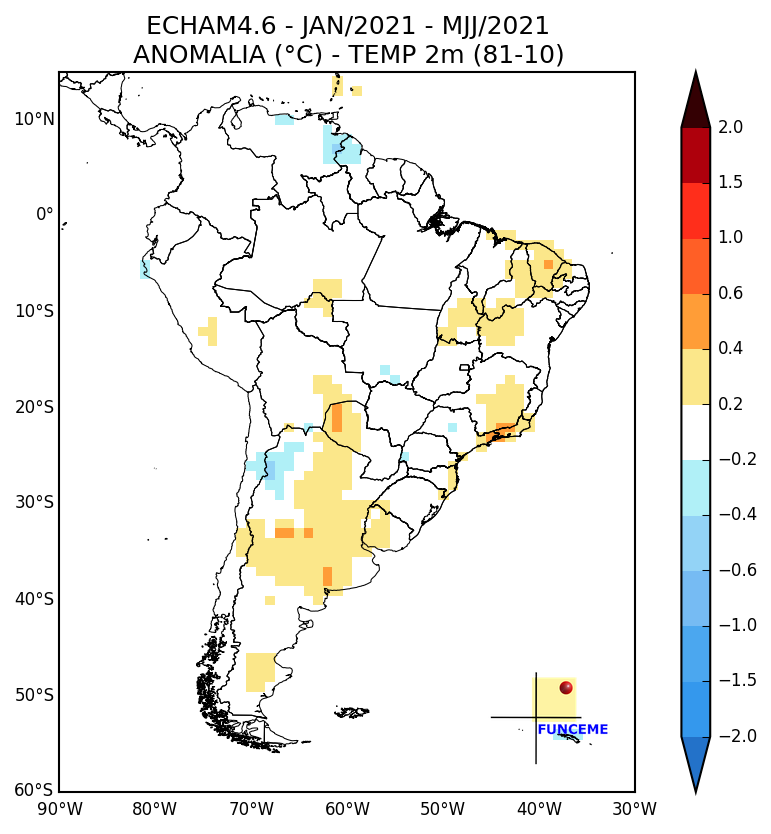 ECHAM4.6 - JAN/2021 - MJJ/2021
ANOMALIA (°C) - TEMP 2m (81-10)
10°N
0°
10°S
20°S
30°S
40°S
50°S
60°S
90°W 80°W 70°W 60°W 50°W 40°W 30°W
2.0
1.5
1.0
0.6
0.4
0.2
−0.2
−0.4
−0.6
−1.0
−1.5
−2.0
FUNCEME